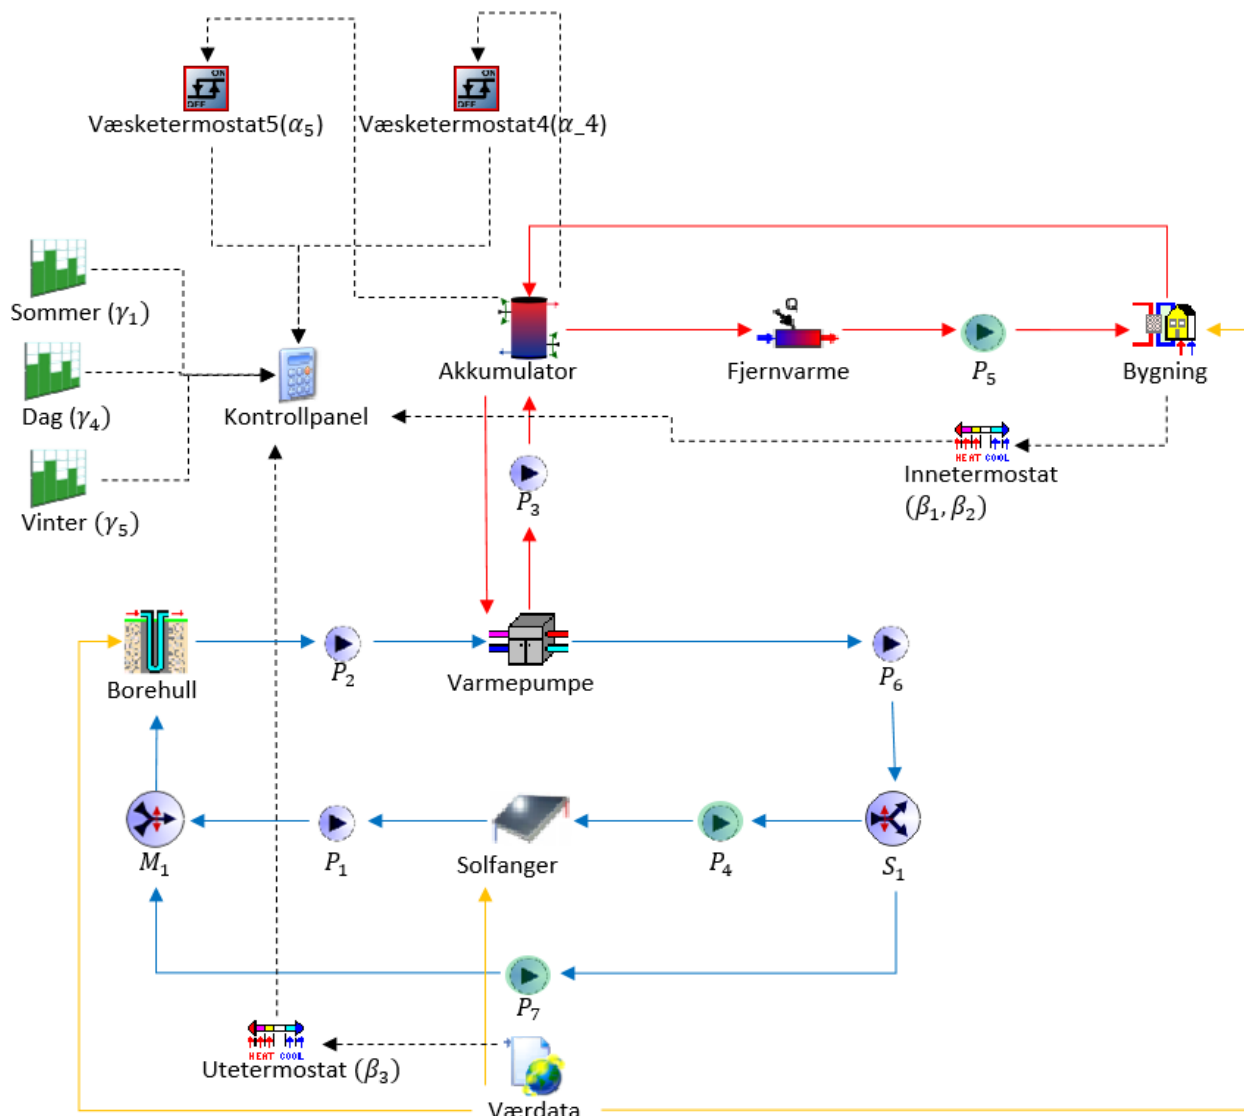 ON
OFF
Væsketermostat5(α₅)
ON
OFF
Væsketermostat4(α_4)
Sommer (γ₁)
Dag (γ₄)
Vinter (γ₅)
Kontrollpanel
Akkumulator
Q
Fjernvarme
P₅
Bygning
HEAT COOL
Innetermostat
(β₁, β₂)
P₃
Borehull
P₂
Varmepumpe
P₆
M₁
P₁
Solfanger
P₄
S₁
P₇
HEAT COOL
Utetermostat (β₃)
Værdata